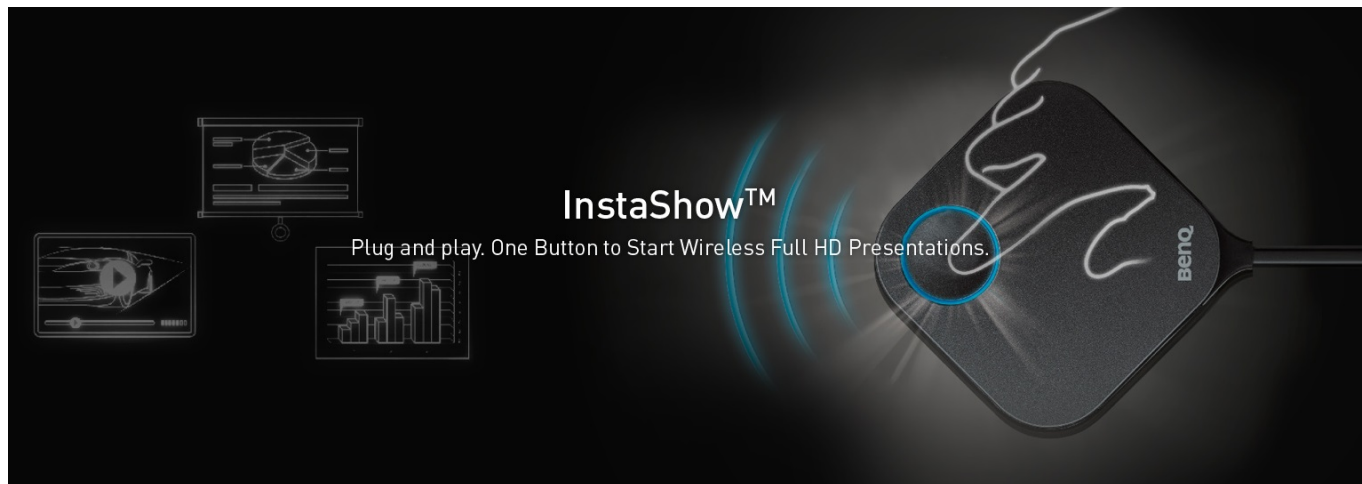 InstaShow™
Plug and play. One Button to Start Wireless Full HD Presentations.
BenQ